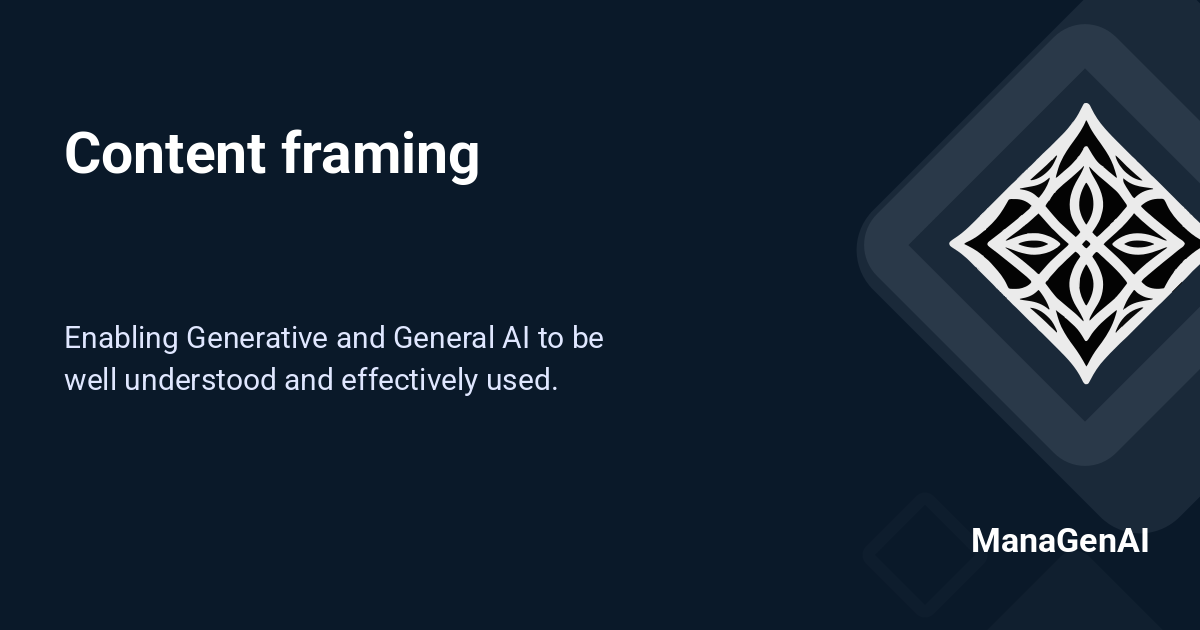 Content framing
Enabling Generative and General AI to be
well understood and effectively used.
ManaGenAI